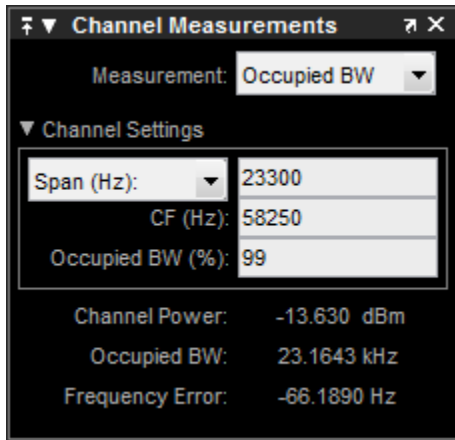 Channel Measurements
Measurement: Occupied BW
Channel Settings
Span (Hz): 23300
CF (Hz): 58250
Occupied BW (%): 99
Channel Power: -13.630 dBm
Occupied BW: 23.1643 kHz
Frequency Error: -66.1890 Hz